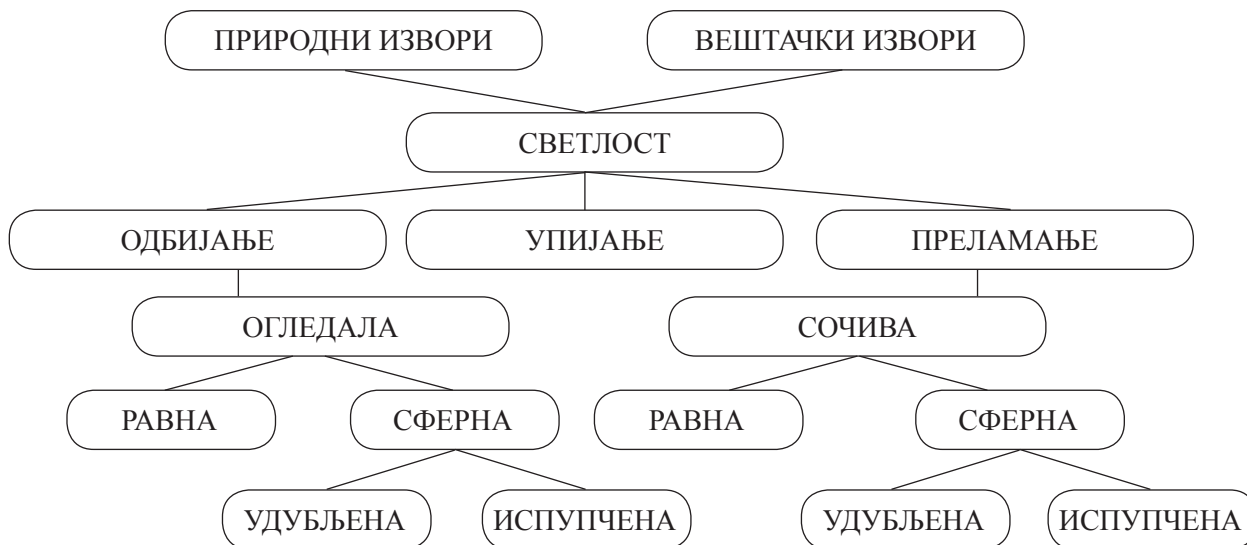 ПРИРОДНИ ИЗВОРИ
ВЕШТАЧКИ ИЗВОРИ
СВЕТЛОСТ
ОДБИЈАЊЕ
УПИЈАЊЕ
ПРЕЛАМАЊЕ
ОГЛЕДАЛА
СОЧИВА
РАВНА
СФЕРНА
РАВНА
СФЕРНА
УДУБЉЕНА
ИСПУПЧЕНА
УДУБЉЕНА
ИСПУПЧЕНА